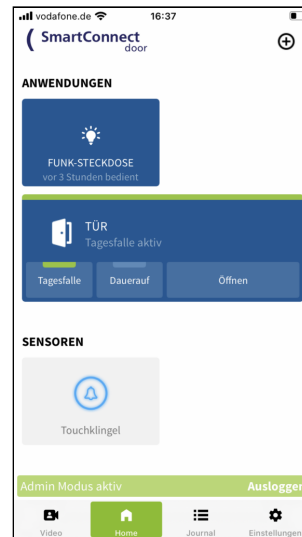 vodafone.de 16:37
SmartConnect
door
ANWENDUNGEN
FUNK-STECKDOSE
vor 3 Stunden bedient
TÜR
Tagesfalle aktiv
Tagesfalle Dauerauf Öffnen
SENSOREN
Touchklingel
Admin Modus aktiv Ausloggen
Video Home Journal Einstellungen